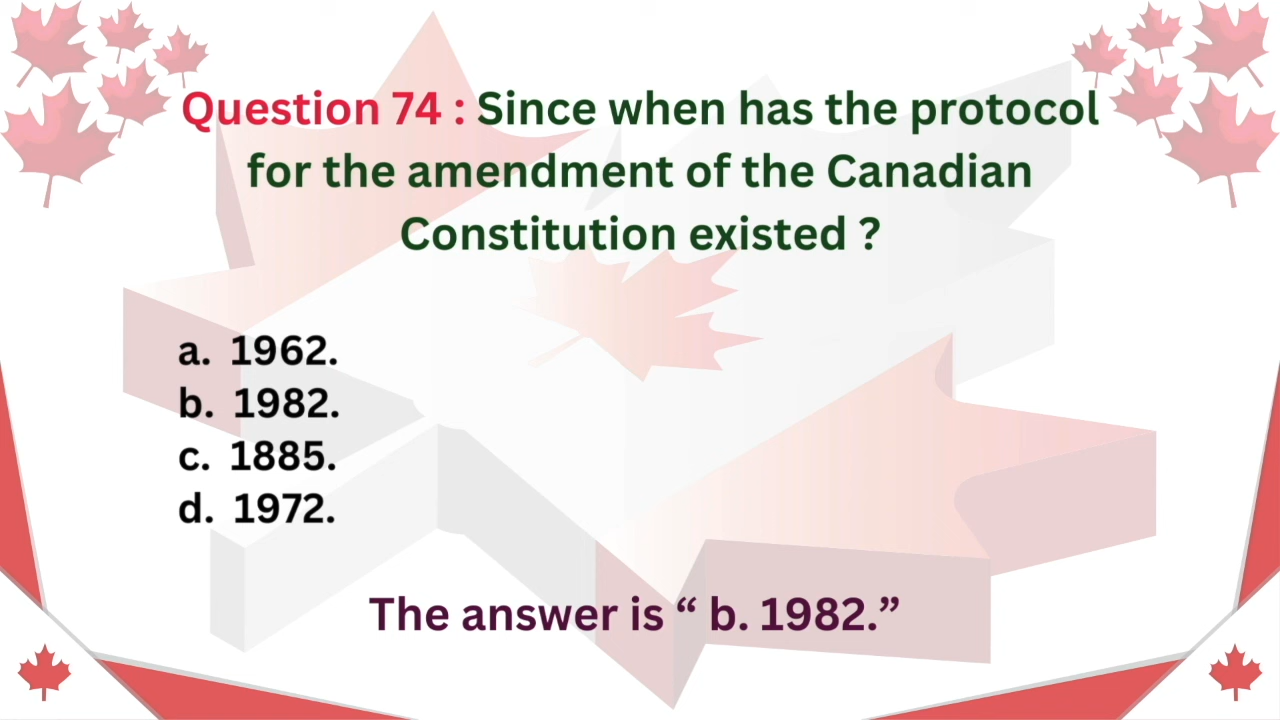 Question 74 : Since when has the protocol
for the amendment of the Canadian
Constitution existed ?
a. 1962.
b. 1982.
c. 1885.
d. 1972.
The answer is “ b. 1982.”